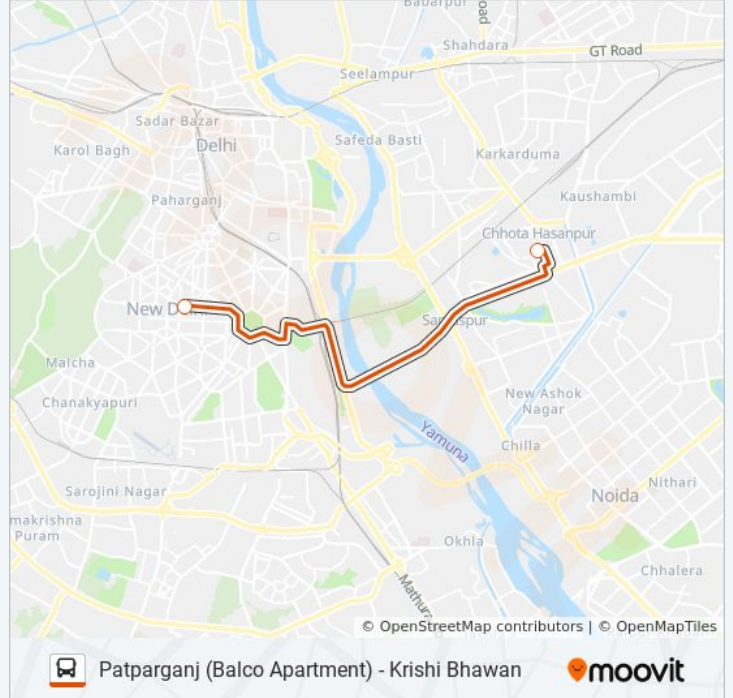 Babarpur
Road
Shahdara
GT Road
Seelampur
Sadar Bazar
Delhi
Safeda Basti
Karol Bagh
Karkarduma
Paharganj
Kaushambi
Chhota Hasanpur
New D
Malcha
Chanakyapuri
New Ashok
Nagar
Yamuna
Chilla
Sarojini Nagar
Nithari
Noida
makrishna
Puram
Okhla
Chhalera
Mathura
© OpenStreetMap contributors | © OpenMapTiles
Patparganj (Balco Apartment) - Krishi Bhawan
moovit